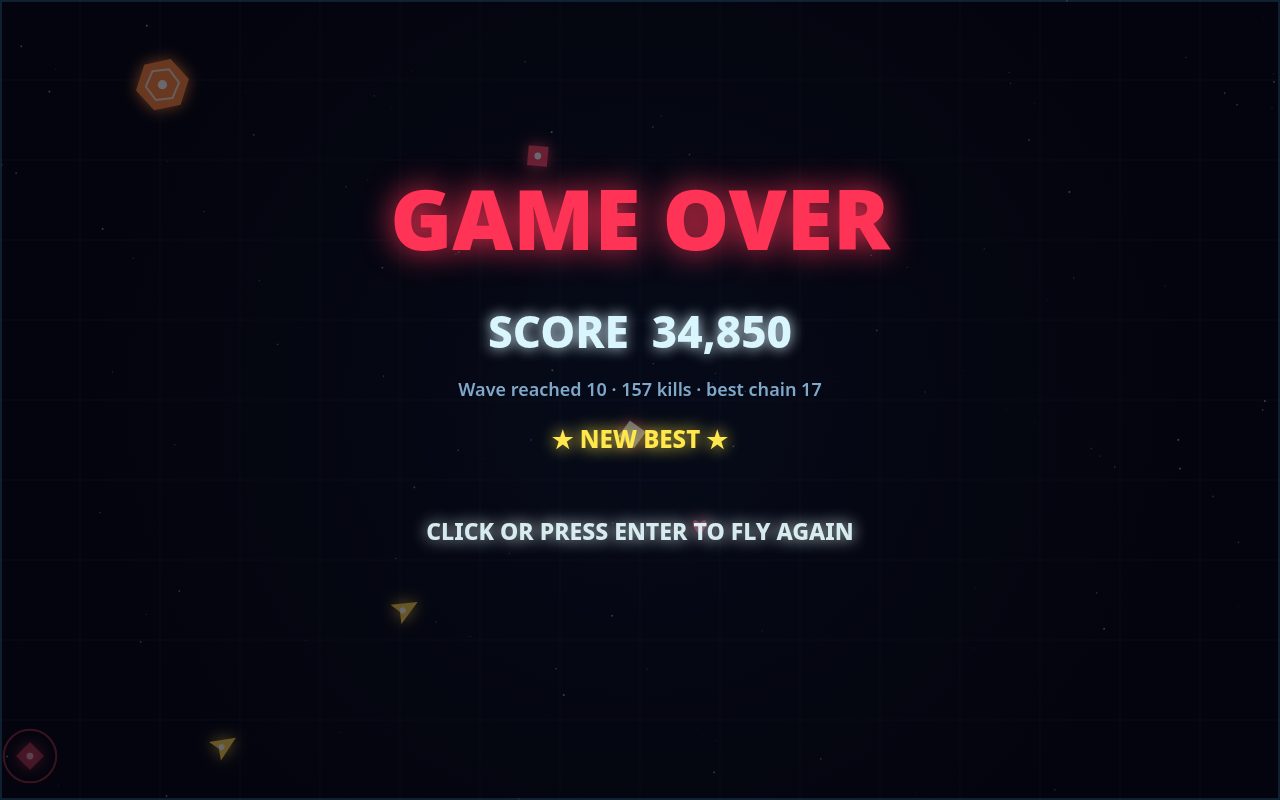 GAME OVER
SCORE 34,850
Wave reached 10 · 157 kills · best chain 17
★ NEW BEST ★
CLICK OR PRESS ENTER TO FLY AGAIN